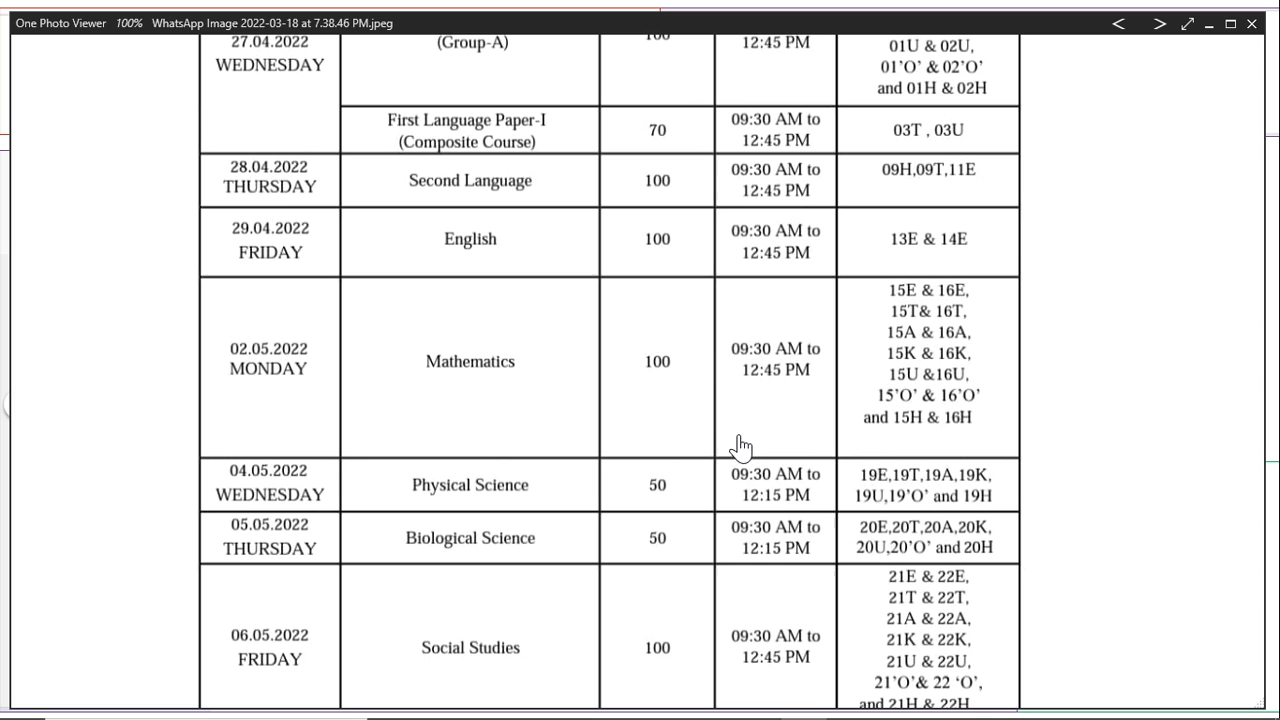 One Photo Viewer 100% WhatsApp Image 2022-03-18 at 7.38.46 PM.jpeg
27.04.2022
WEDNESDAY
(Group-A)
100
12:45 PM
01U & 02U,
01’O’ & 02’O’
and 01H & 02H
First Language Paper-I
(Composite Course)
70
09:30 AM to
12:45 PM
03T , 03U
28.04.2022
THURSDAY
Second Language
100
09:30 AM to
12:45 PM
09H,09T,11E
29.04.2022
FRIDAY
English
100
09:30 AM to
12:45 PM
13E & 14E
02.05.2022
MONDAY
Mathematics
100
09:30 AM to
12:45 PM
15E & 16E,
15T& 16T,
15A & 16A,
15K & 16K,
15U &16U,
15’O’ & 16’O’
and 15H & 16H
04.05.2022
WEDNESDAY
Physical Science
50
09:30 AM to
12:15 PM
19E,19T,19A,19K,
19U,19’O’ and 19H
05.05.2022
THURSDAY
Biological Science
50
09:30 AM to
12:15 PM
20E,20T,20A,20K,
20U,20’O’ and 20H
06.05.2022
FRIDAY
Social Studies
100
09:30 AM to
12:45 PM
21E & 22E,
21T & 22T,
21A & 22A,
21K & 22K,
21U & 22U,
21’O’& 22 ‘O’,
and 21H & 22H